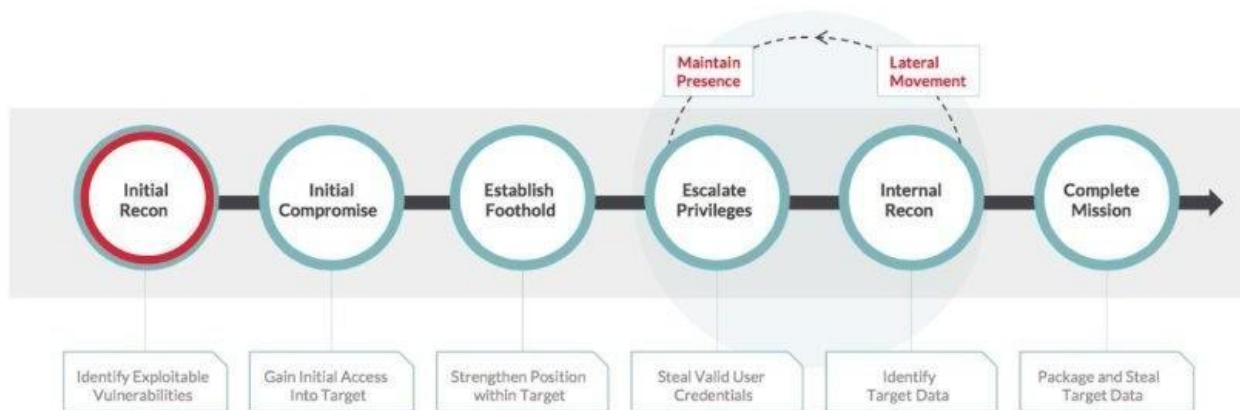 Maintain
Presence
Lateral
Movement
Initial
Recon
Initial
Compromise
Establish
Foothold
Escalate
Privileges
Internal
Recon
Complete
Mission
Identify Exploitable
Vulnerabilities
Gain Initial Access
Into Target
Strengthen Position
within Target
Steal Valid User
Credentials
Identify
Target Data
Package and Steal
Target Data